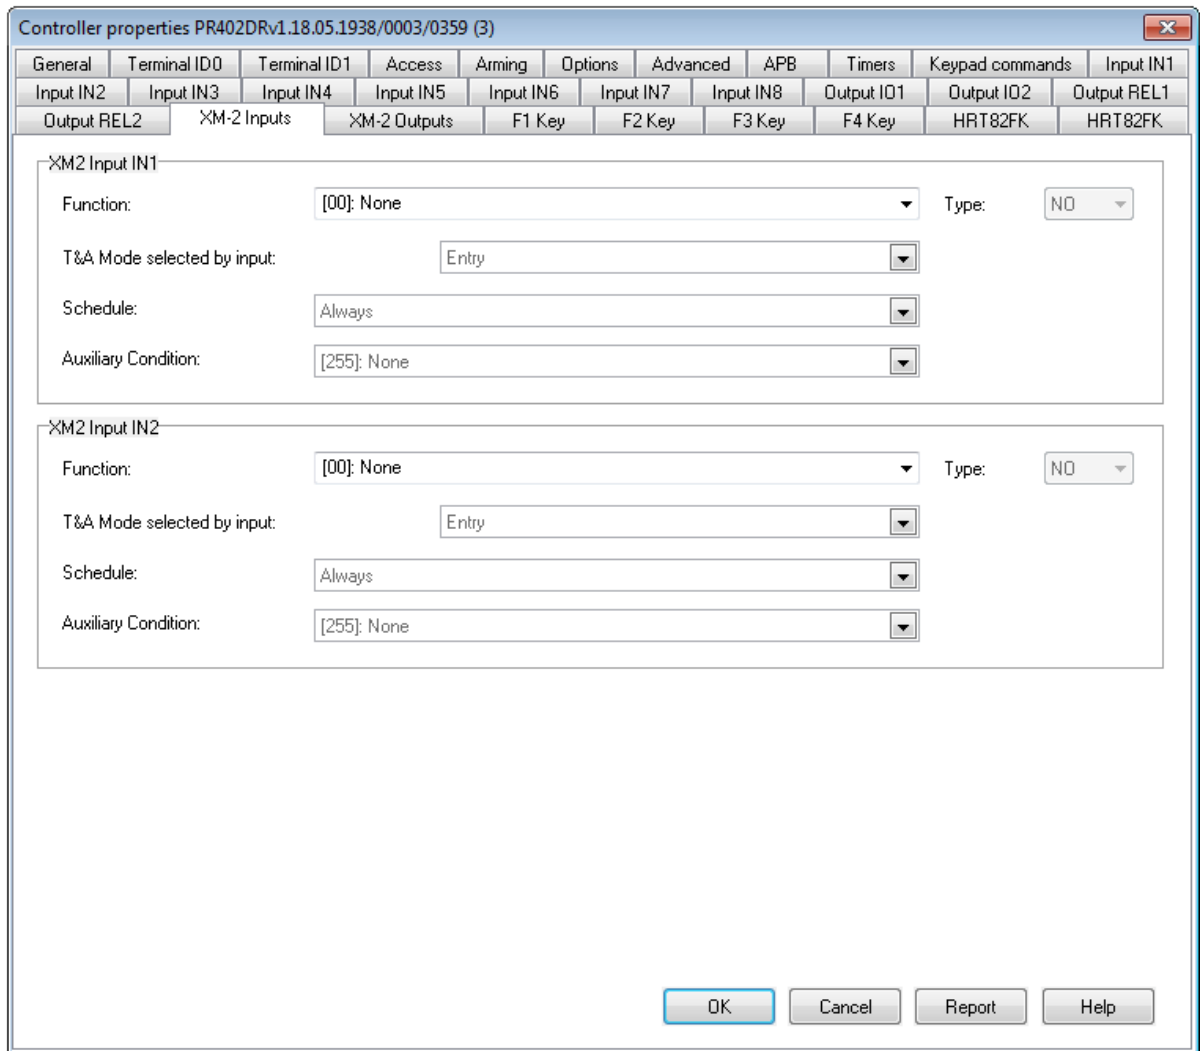 Controller properties PR402DRv1.18.05.1938/0003/0359 (3)
General Terminal ID0 Terminal ID1 Access Arming Options Advanced APB Timers Keypad commands Input IN1
Input IN2 Input IN3 Input IN4 Input IN5 Input IN6 Input IN7 Input IN8 Output IO1 Output IO2 Output REL1
Output REL2 XM-2 Inputs XM-2 Outputs F1 Key F2 Key F3 Key F4 Key HRT82FK HRT82FK
XM2 Input IN1
Function: [00]: None Type: NO
T&A Mode selected by input: Entry
Schedule: Always
Auxiliary Condition: [255]: None
XM2 Input IN2
Function: [00]: None Type: NO
T&A Mode selected by input: Entry
Schedule: Always
Auxiliary Condition: [255]: None
OK Cancel Report Help